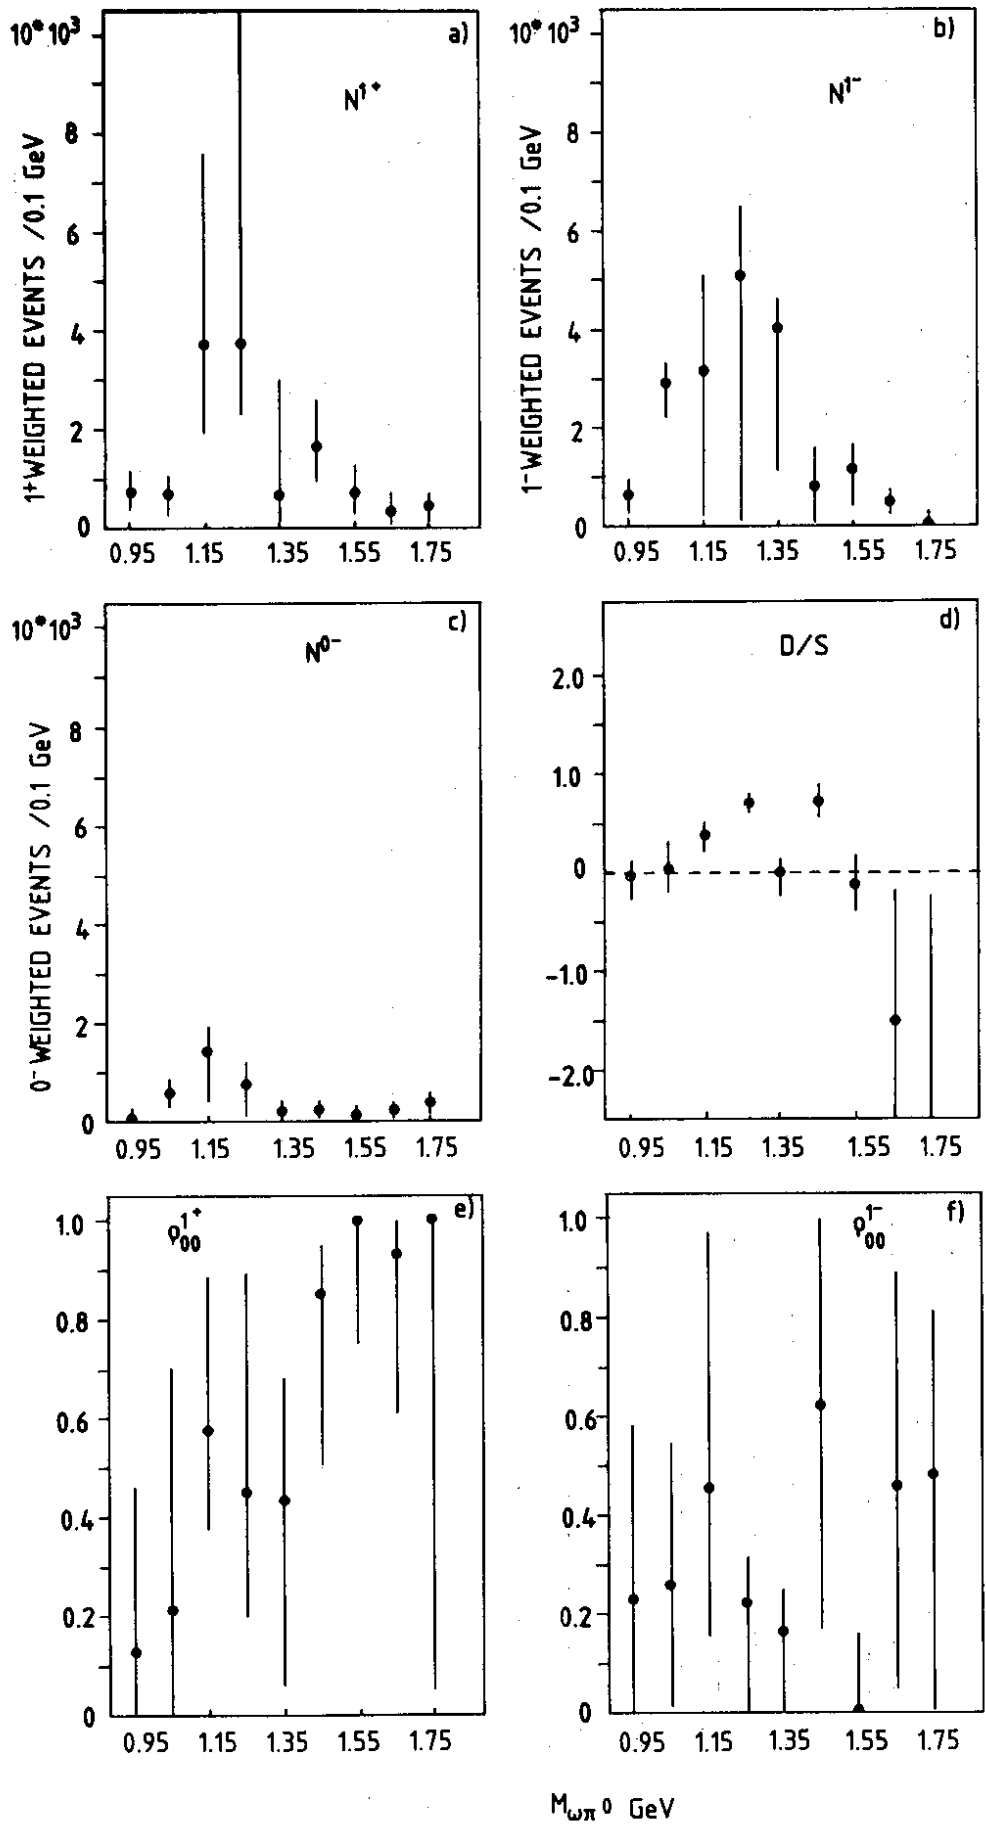 a)
10*10³
N¹⁺
8
6
4
2
0
1⁺WEIGHTED EVENTS /0.1 GeV
0.95 1.15 1.35 1.55 1.75
b)
10*10³
N¹⁻
8
6
4
2
0
1⁻WEIGHTED EVENTS /0.1 GeV
0.95 1.15 1.35 1.55 1.75
c)
10*10³
N⁰⁻
8
6
4
2
0
0⁻WEIGHTED EVENTS /0.1 GeV
0.95 1.15 1.35 1.55 1.75
d)
D/S
2.0
1.0
0
-1.0
-2.0
0.95 1.15 1.35 1.55 1.75
e)
1.0
ρ₀₀¹⁺
0.8
0.6
0.4
0.2
0
0.95 1.15 1.35 1.55 1.75
f)
1.0
ρ₀₀¹⁻
0.8
0.6
0.4
0.2
0
0.95 1.15 1.35 1.55 1.75
M_ωπ⁰ GeV